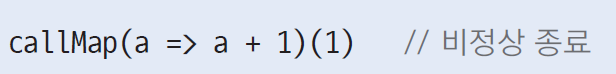 callMap(a => a + 1)(1) // 비정상 종료